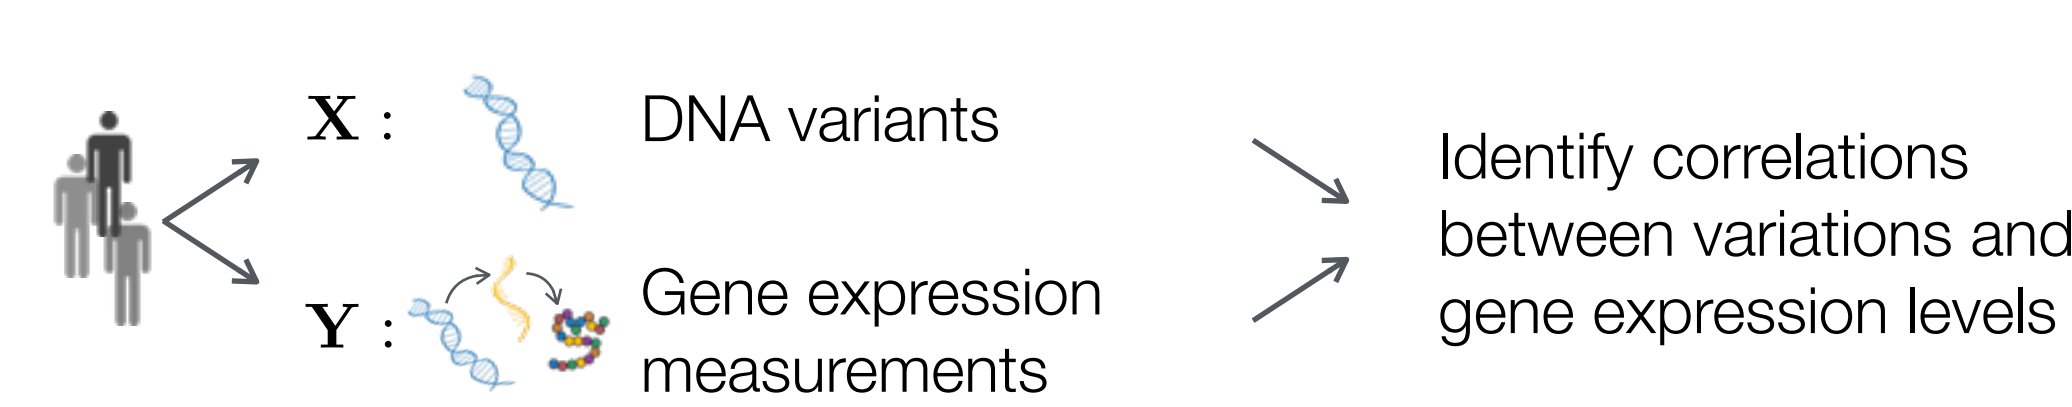 X : DNA variants
Y : Gene expression
measurements
Identify correlations
between variations and
gene expression levels